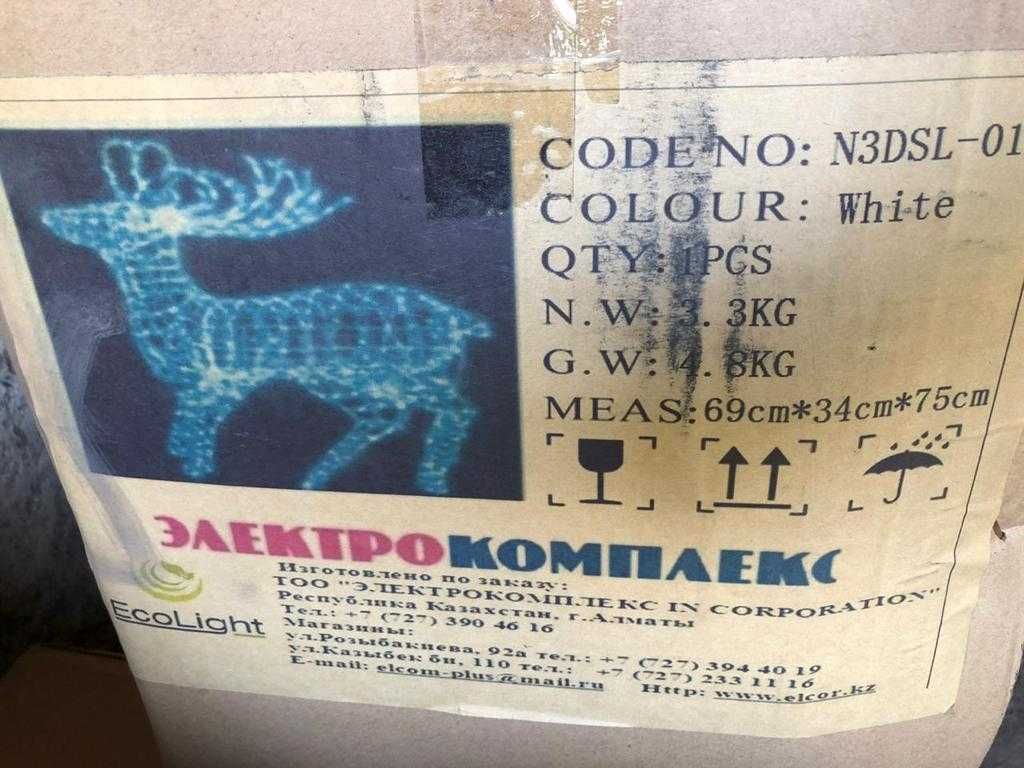 CODE NO: N3DSL-01
COLOUR: White
QTY: 1PCS
N.W: 3.3KG
G.W: 4.8KG
MEAS: 69cm*34cm*75cm
ЭЛЕКТРОКОМПЛЕКС
EcoLight
Изготовлено по заказу:
ТОО "ЭЛЕКТРОКОМПЛЕКС IN CORPORATION"
Республика Казахстан, г.Алматы
Тел.: +7 (727) 390 46 16
Магазины:
ул.Розыбакиева, 92а тел.: +7 (727) 394 40 19
ул.Казыбек би, 110 тел.: +7 (727) 233 11 16
E-mail: elcom-plus@mail.ru Http: www.elcor.kz